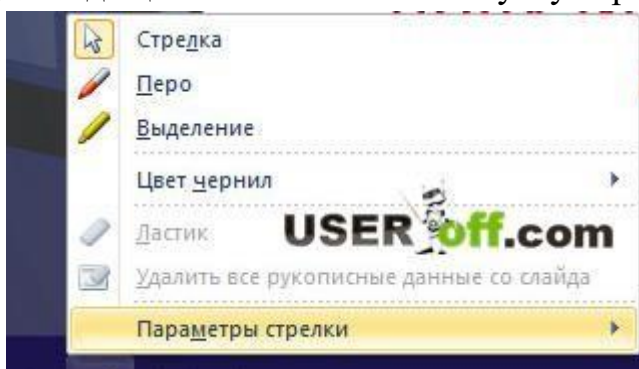 Стрелка
Перо
Выделение
Цвет чернил
USER off.com
Ластик
Удалить все рукописные данные со слайда
Параметры стрелки